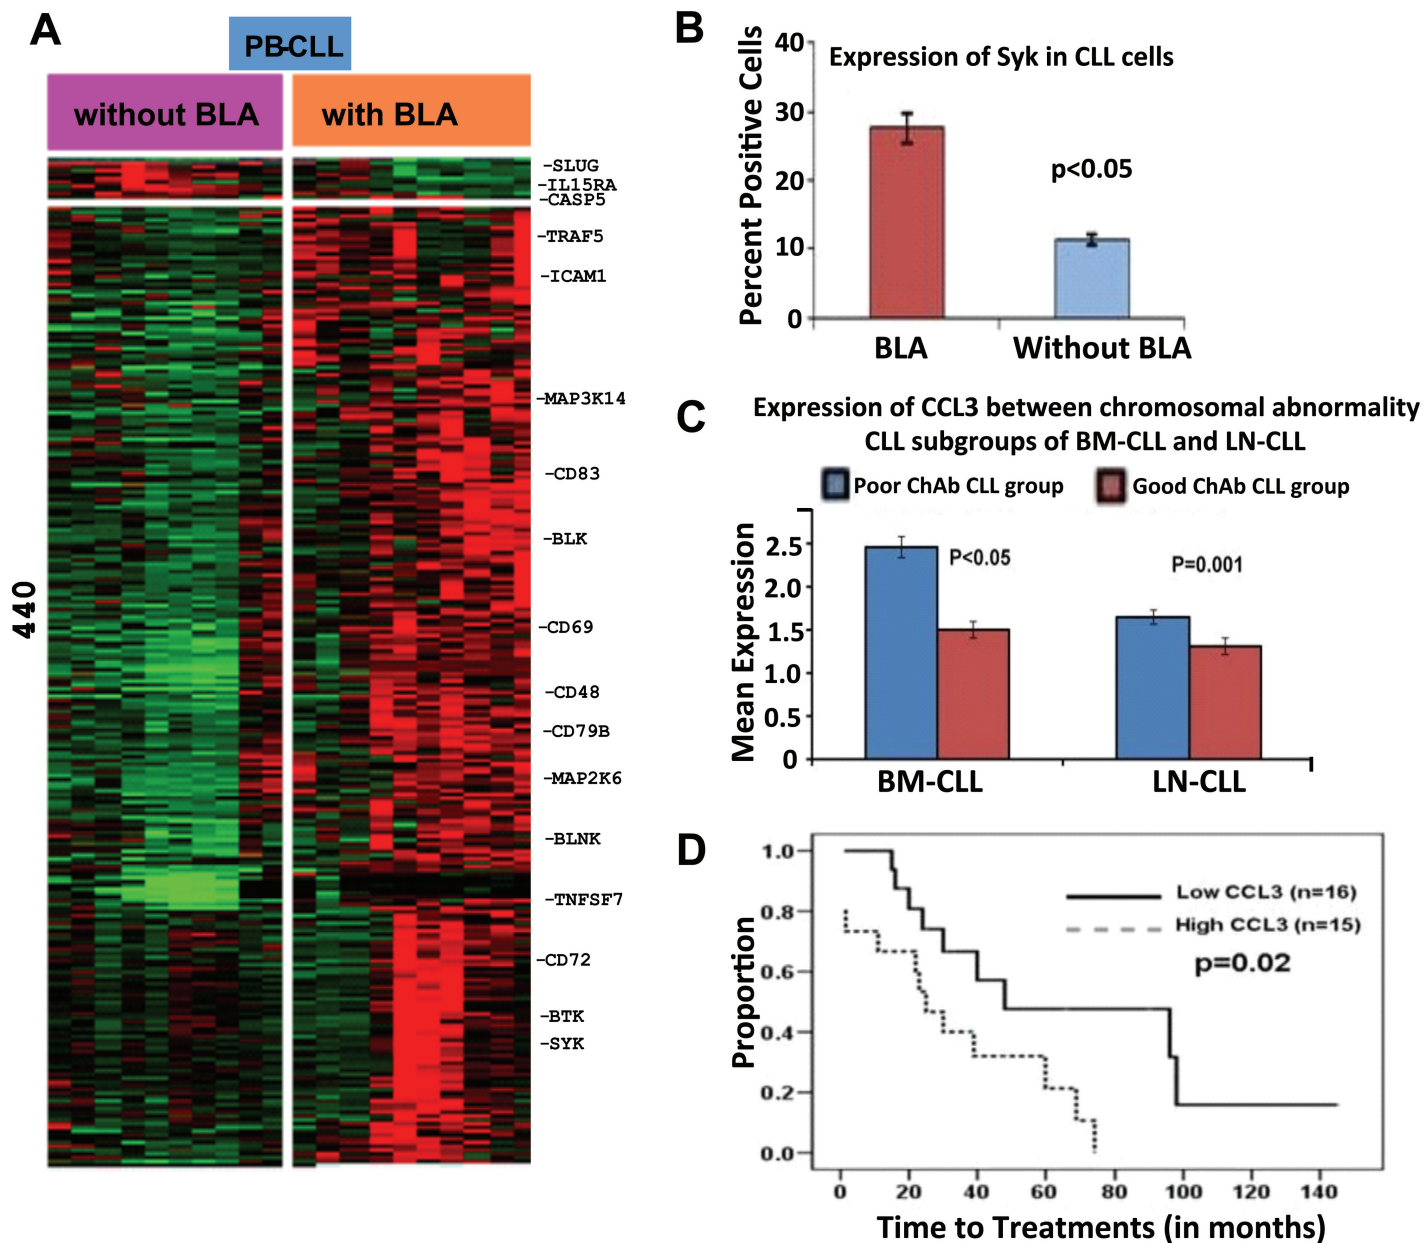 A
PB-CLL
without BLA
with BLA
-SLUG
-IL15RA
-CASP5
-TRAF5
-ICAM1
-MAP3K14
-CD83
-BLK
440
-CD69
-CD48
-CD79B
-MAP2K6
-BLNK
-TNFSF7
-CD72
-BTK
-SYK
B
Expression of Syk in CLL cells
Percent Positive Cells
40
30
20
10
0
p<0.05
BLA
Without BLA
C
Expression of CCL3 between chromosomal abnormality
CLL subgroups of BM-CLL and LN-CLL
Poor ChAb CLL group
Good ChAb CLL group
Mean Expression
2.5
2.0
1.5
1.0
0.5
0
P<0.05
P=0.001
BM-CLL
LN-CLL
D
Proportion
1.0
0.8
0.6
0.4
0.2
0.0
Low CCL3 (n=16)
High CCL3 (n=15)
p=0.02
0 20 40 60 80 100 120 140
Time to Treatments (in months)